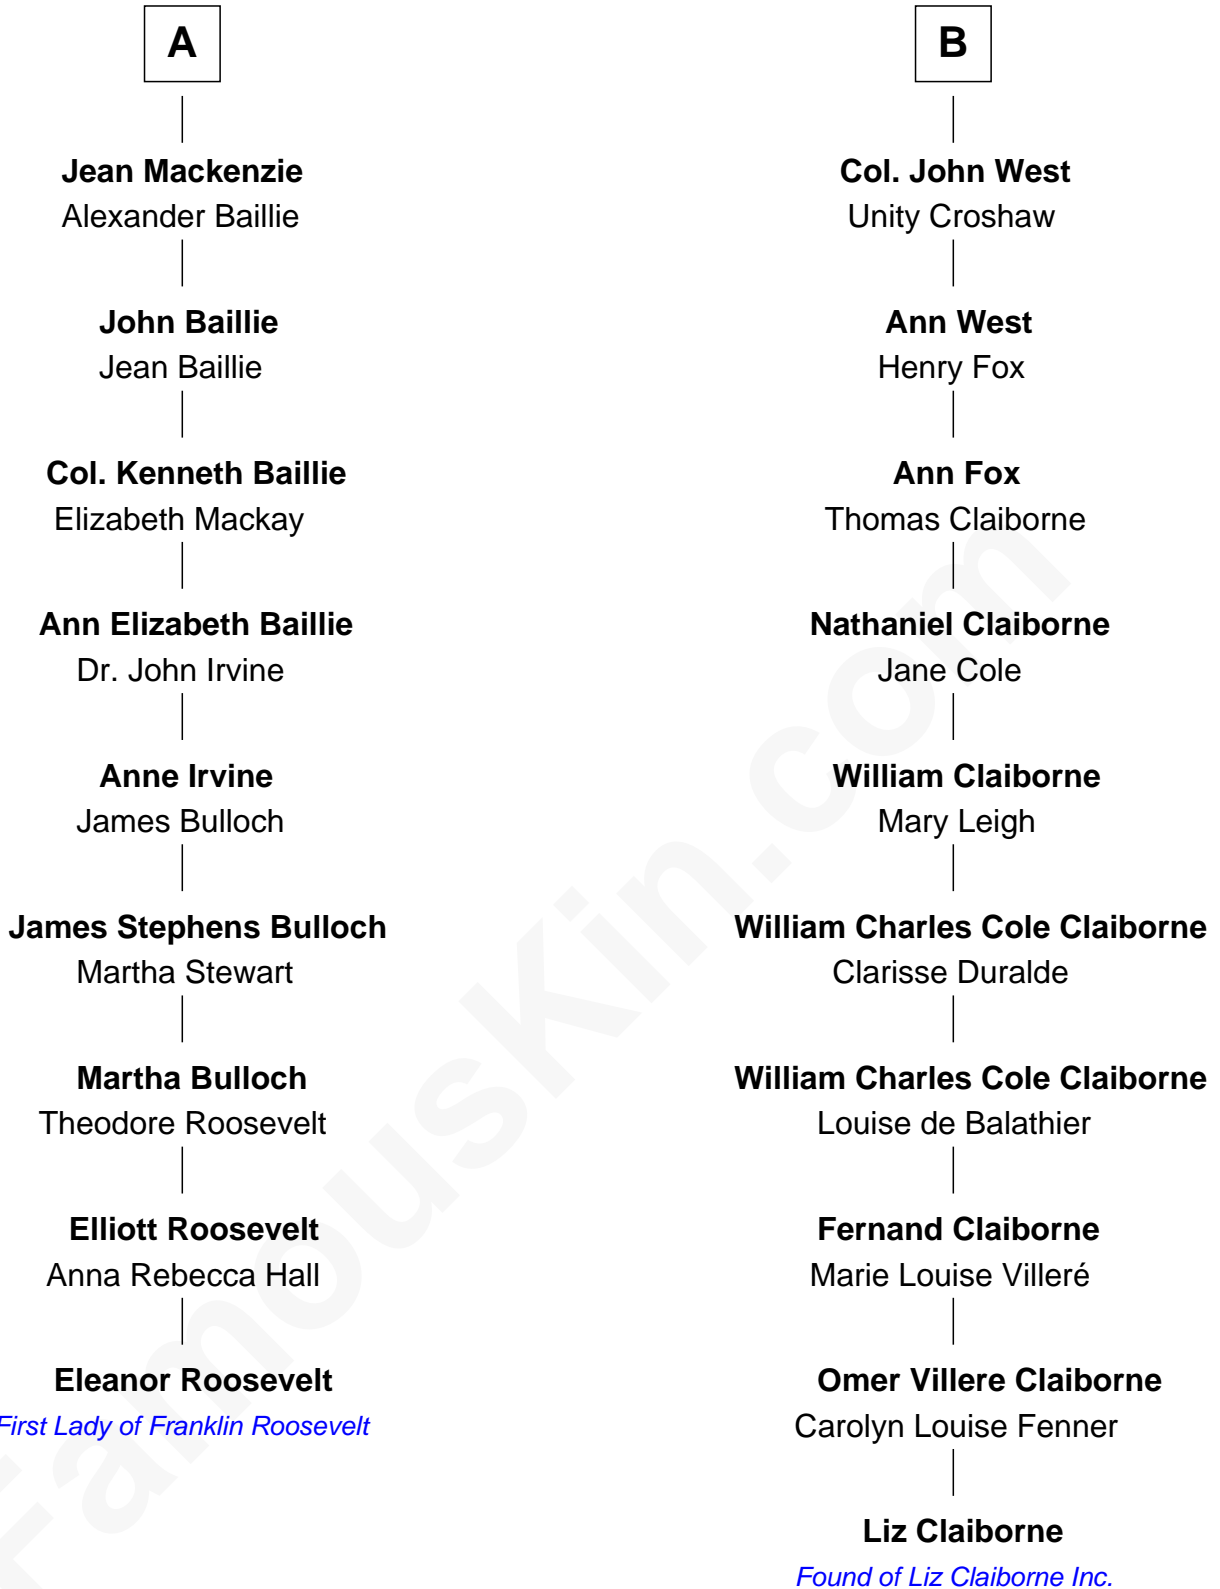 A
Jean Mackenzie
Alexander Baillie
John Baillie
Jean Baillie
Col. Kenneth Baillie
Elizabeth Mackay
Ann Elizabeth Baillie
Dr. John Irvine
Anne Irvine
James Bulloch
James Stephens Bulloch
Martha Stewart
Martha Bulloch
Theodore Roosevelt
Elliott Roosevelt
Anna Rebecca Hall
Eleanor Roosevelt
First Lady of Franklin Roosevelt
B
Col. John West
Unity Croshaw
Ann West
Henry Fox
Ann Fox
Thomas Claiborne
Nathaniel Claiborne
Jane Cole
William Claiborne
Mary Leigh
William Charles Cole Claiborne
Clarisse Duralde
William Charles Cole Claiborne
Louise de Balathier
Fernand Claiborne
Marie Louise Villeré
Omer Villere Claiborne
Carolyn Louise Fenner
Liz Claiborne
Found of Liz Claiborne Inc.
FamousKin.com